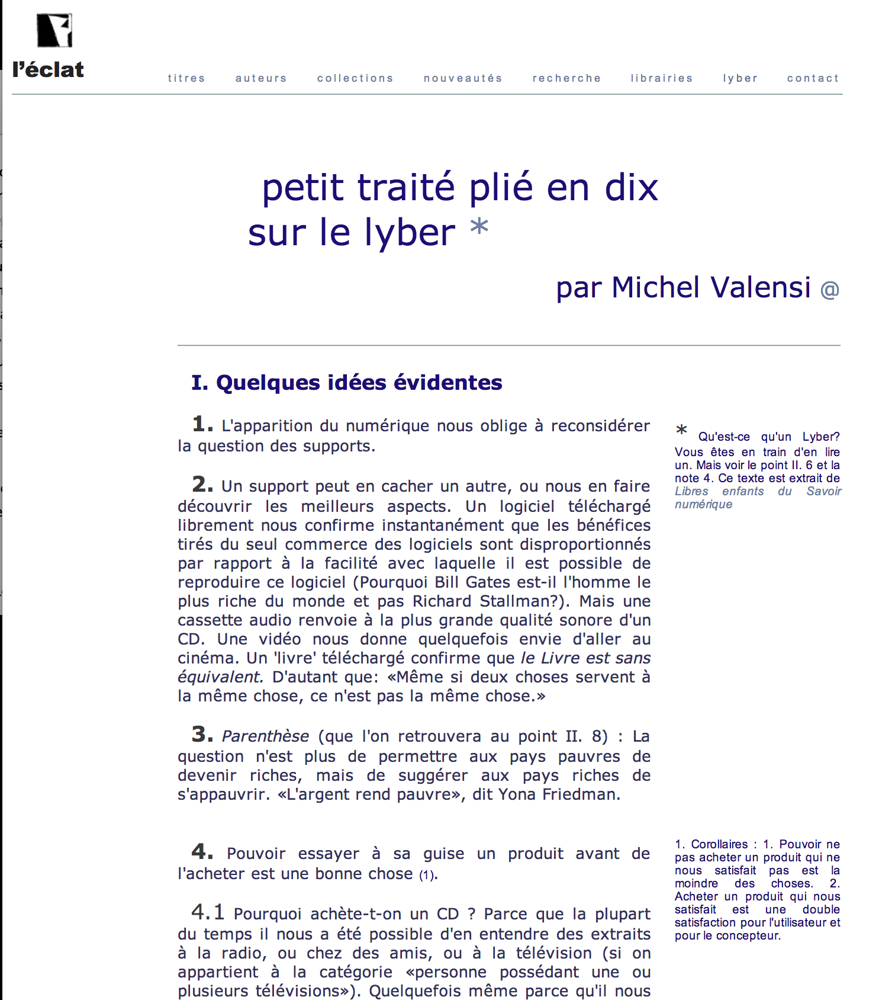 l'éclat
titres auteurs collections nouveautés recherche librairies lyber contact
petit traité plié en dix
sur le lyber *
par Michel Valensi @
I. Quelques idées évidentes
1. L'apparition du numérique nous oblige à reconsidérer
la question des supports.
* Qu'est-ce qu'un Lyber?
Vous êtes en train d'en lire
un. Mais voir le point II. 6 et la
note 4. Ce texte est extrait de
Libres enfants du Savoir
numérique
2. Un support peut en cacher un autre, ou nous en faire
découvrir les meilleurs aspects. Un logiciel téléchargé
librement nous confirme instantanément que les bénéfices
tirés du seul commerce des logiciels sont disproportionnés
par rapport à la facilité avec laquelle il est possible de
reproduire ce logiciel (Pourquoi Bill Gates est-il l'homme le
plus riche du monde et pas Richard Stallman?). Mais une
cassette audio renvoie à la plus grande qualité sonore d'un
CD. Une vidéo nous donne quelquefois envie d'aller au
cinéma. Un 'livre' téléchargé confirme que le Livre est sans
équivalent. D'autant que: «Même si deux choses servent à
la même chose, ce n'est pas la même chose.»
3. Parenthèse (que l'on retrouvera au point II. 8) : La
question n'est plus de permettre aux pays pauvres de
devenir riches, mais de suggérer aux pays riches de
s'appauvrir. «L'argent rend pauvre», dit Yona Friedman.
4. Pouvoir essayer à sa guise un produit avant de
l'acheter est une bonne chose (1).
1. Corollaires : 1. Pouvoir ne
pas acheter un produit qui ne
nous satisfait pas est la
moindre des choses. 2.
Acheter un produit qui nous
satisfait est une double
satisfaction pour l'utilisateur et
pour le concepteur.
4.1 Pourquoi achète-t-on un CD ? Parce que la plupart
du temps il nous a été possible d'en entendre des extraits
à la radio, ou chez des amis, ou à la télévision (si on
appartient à la catégorie «personne possédant une ou
plusieurs télévisions»). Quelquefois même parce qu'il nous